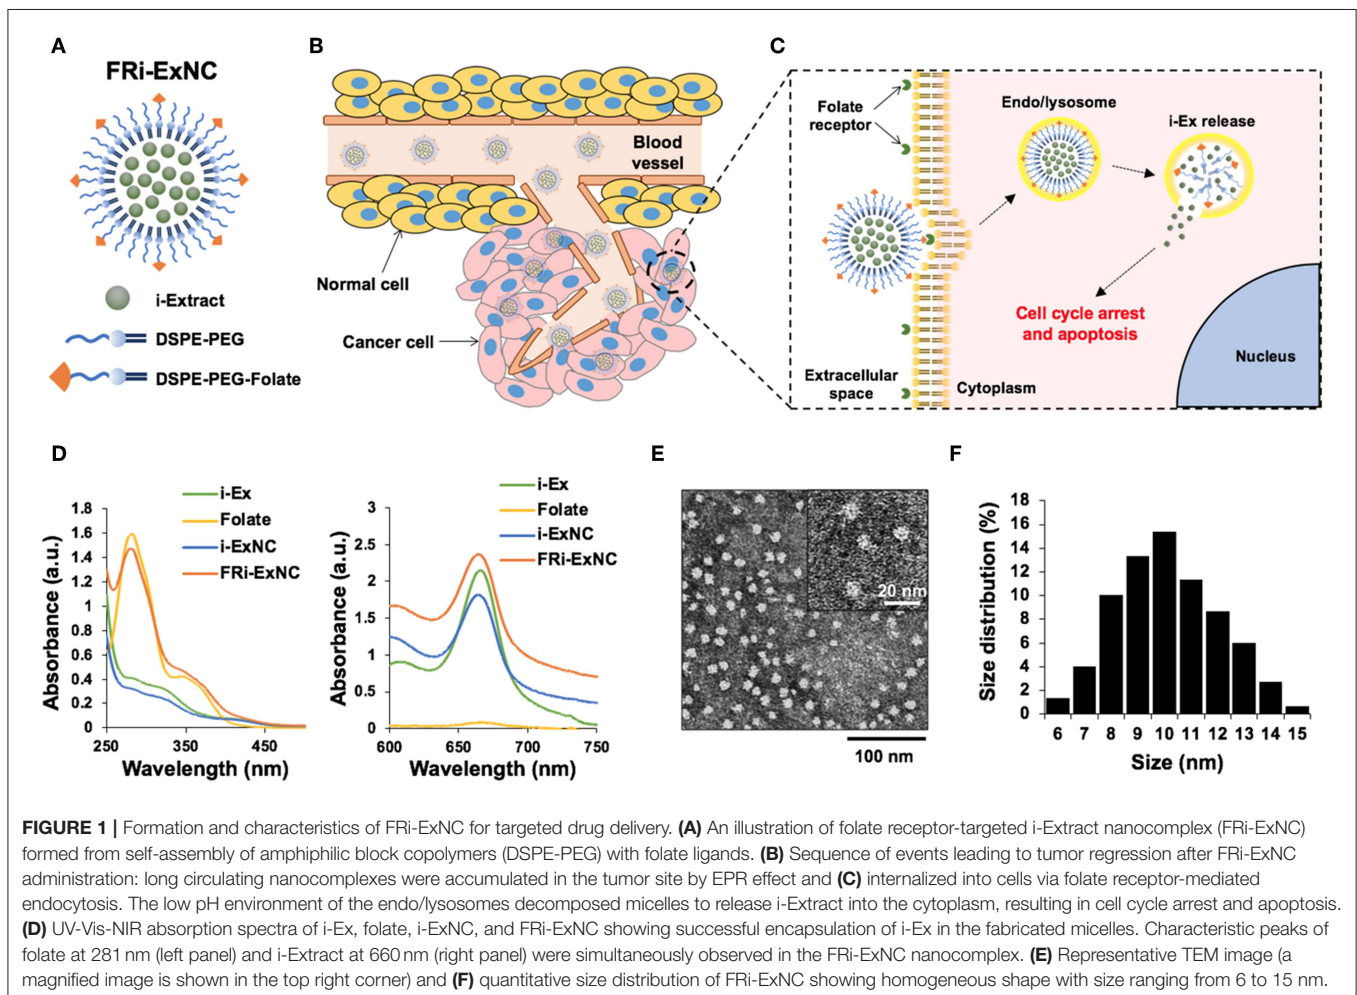 A
FRi-ExNC
i-Extract
DSPE-PEG
DSPE-PEG-Folate
B
Blood
vessel
Normal cell
Cancer cell
C
Folate
receptor
Endo/lysosome
i-Ex release
Cell cycle arrest
and apoptosis
Extracellular
space
Cytoplasm
Nucleus
D
Absorbance (a.u.)
1.8
1.6
1.4
1.2
1
0.8
0.6
0.4
0.2
0
250
350
450
Wavelength (nm)
i-Ex
Folate
i-ExNC
FRi-ExNC
Absorbance (a.u.)
3
2.5
2
1.5
1
0.5
0
600
650
700
750
Wavelength (nm)
i-Ex
Folate
i-ExNC
FRi-ExNC
E
20 nm
100 nm
F
Size distribution (%)
18
16
14
12
10
8
6
4
2
0
6 7 8 9 10 11 12 13 14 15
Size (nm)
FIGURE 1 | Formation and characteristics of FRi-ExNC for targeted drug delivery. (A) An illustration of folate receptor-targeted i-Extract nanocomplex (FRi-ExNC)
formed from self-assembly of amphiphilic block copolymers (DSPE-PEG) with folate ligands. (B) Sequence of events leading to tumor regression after FRi-ExNC
administration: long circulating nanocomplexes were accumulated in the tumor site by EPR effect and (C) internalized into cells via folate receptor-mediated
endocytosis. The low pH environment of the endo/lysosomes decomposed micelles to release i-Extract into the cytoplasm, resulting in cell cycle arrest and apoptosis.
(D) UV-Vis-NIR absorption spectra of i-Ex, folate, i-ExNC, and FRi-ExNC showing successful encapsulation of i-Ex in the fabricated micelles. Characteristic peaks of
folate at 281 nm (left panel) and i-Extract at 660 nm (right panel) were simultaneously observed in the FRi-ExNC nanocomplex. (E) Representative TEM image (a
magnified image is shown in the top right corner) and (F) quantitative size distribution of FRi-ExNC showing homogeneous shape with size ranging from 6 to 15 nm.